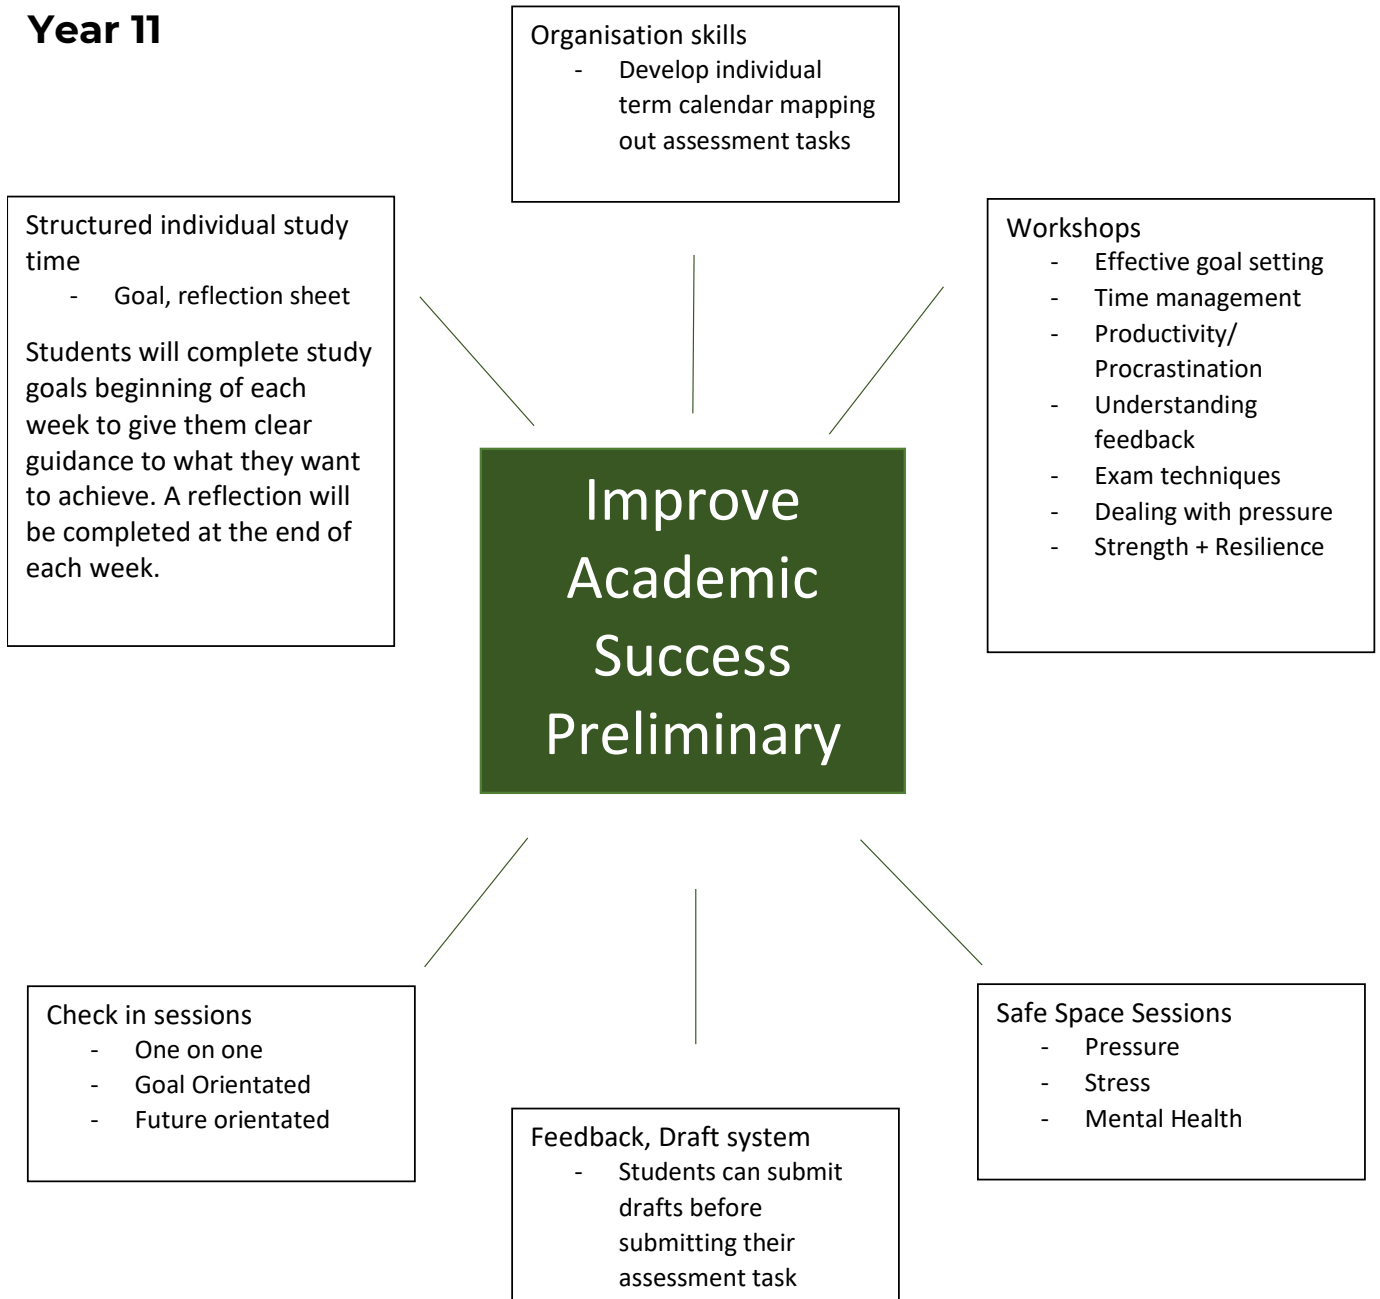 Year 11
Organisation skills
- Develop individual
term calendar mapping
out assessment tasks
Structured individual study
time
- Goal, reflection sheet
Students will complete study
goals beginning of each
week to give them clear
guidance to what they want
to achieve. A reflection will
be completed at the end of
each week.
Workshops
- Effective goal setting
- Time management
- Productivity/
Procrastination
- Understanding
feedback
- Exam techniques
- Dealing with pressure
- Strength + Resilience
Improve
Academic
Success
Preliminary
Check in sessions
- One on one
- Goal Orientated
- Future orientated
Feedback, Draft system
- Students can submit
drafts before
submitting their
assessment task
Safe Space Sessions
- Pressure
- Stress
- Mental Health